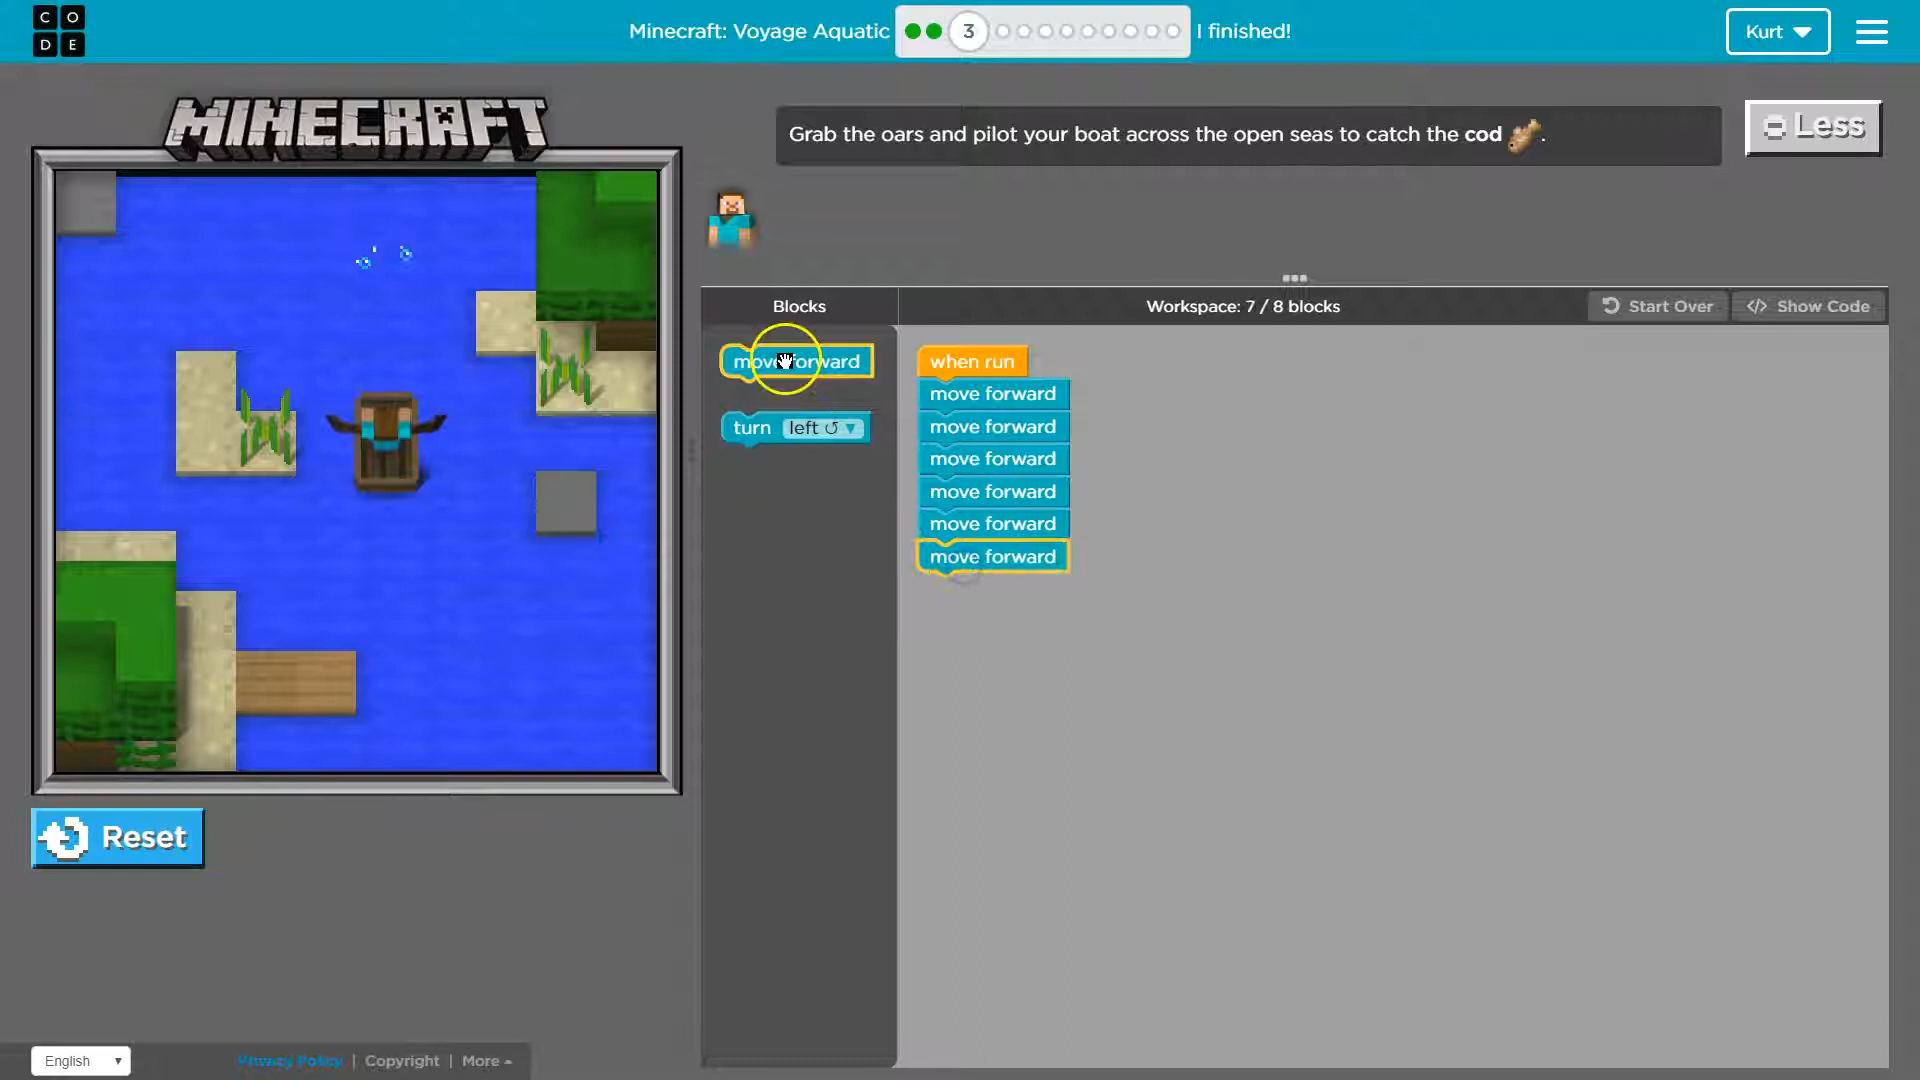 CO
DE
Minecraft: Voyage Aquatic
3
I finished!
Kurt
MINECRAFT
Grab the oars and pilot your boat across the open seas to catch the cod .
Less
Blocks
Workspace: 7 / 8 blocks
Start Over
</> Show Code
move forward
turn left
when run
move forward
move forward
move forward
move forward
move forward
move forward
Reset
English
Privacy Policy | Copyright | More